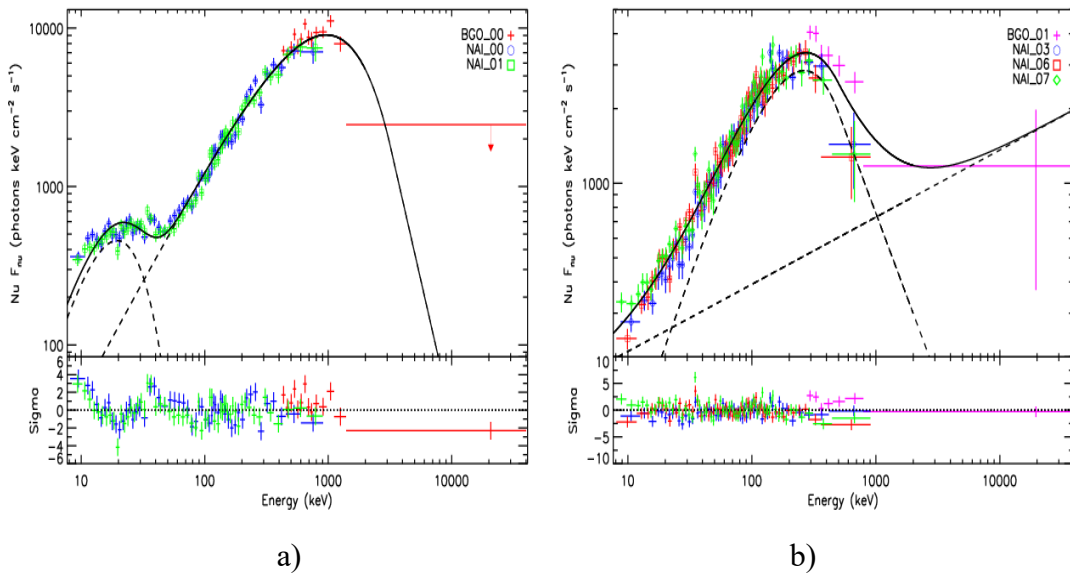 10000
1000
100
Nu Fnu (photons keV cm−2 s−1)
BGO_00
NAI_00
NAI_01
6
4
2
0
-2
-4
-6
Sigma
10
100
1000
10000
Energy (keV)
a)
1000
Nu Fnu (photons keV cm−2 s−1)
BGO_01
NAI_03
NAI_06
NAI_07
10
5
0
-5
-10
Sigma
10
100
1000
10000
Energy (keV)
b)